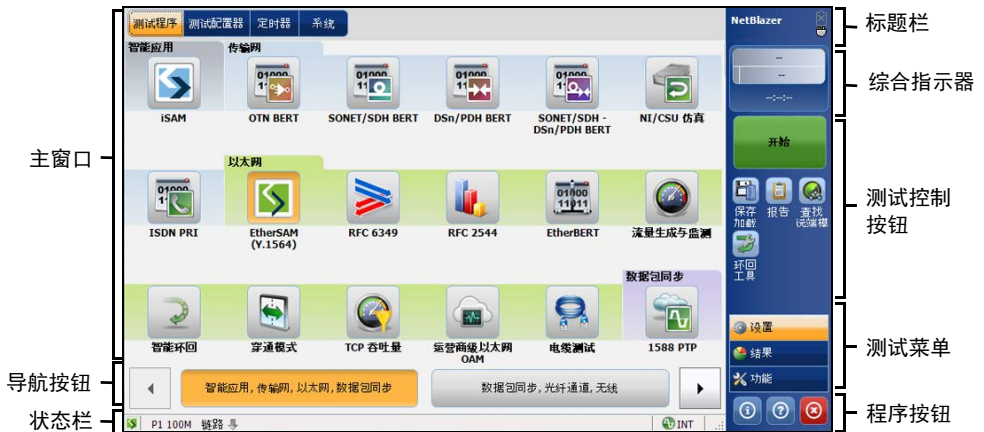 测试程序 测试配置器 定时器 系统
NetBlazer
标题栏
智能应用 传输网
iSAM OTN BERT SONET/SDH BERT DSn/PDH BERT SONET/SDH - DSn/PDH BERT NI/CSU 仿真
--
--
--:--:--
综合指示器
开始
主窗口
以太网
ISDN PRI EtherSAM (Y.1564) RFC 6349 RFC 2544 EtherBERT 流量生成与监测
保存 加载 报告 查找
环回 工具
测试控制
按钮
数据包同步
智能环回 穿通模式 TCP 吞吐量 运营商级以太网 OAM 电缆测试 1588 PTP
设置
结果
功能
测试菜单
导航按钮
智能应用, 传输网, 以太网, 数据包同步 数据包同步, 光纤通道, 无线
状态栏
P1 100M 链路 INT
程序按钮